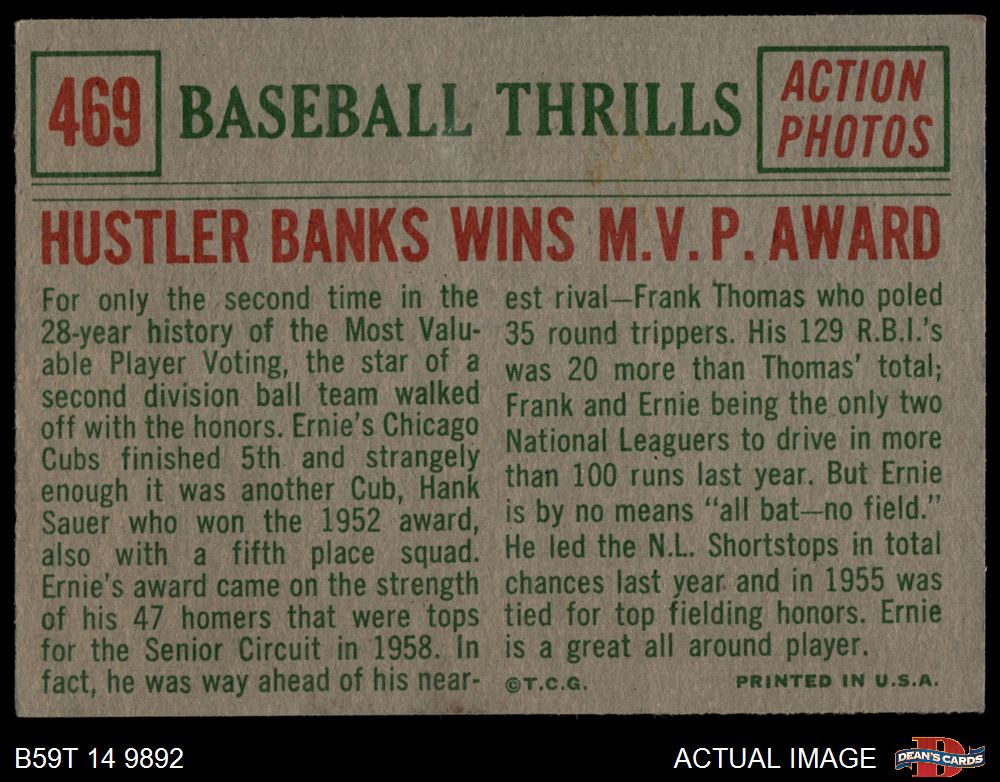 469
BASEBALL THRILLS
ACTION
PHOTOS
HUSTLER BANKS WINS M.V.P. AWARD
For only the second time in the
28-year history of the Most Valu-
able Player Voting, the star of a
second division ball team walked
off with the honors. Ernie's Chicago
Cubs finished 5th and strangely
enough it was another Cub, Hank
Sauer who won the 1952 award,
also with a fifth place squad.
Ernie's award came on the strength
of his 47 homers that were tops
for the Senior Circuit in 1958. In
fact, he was way ahead of his near-
est rival—Frank Thomas who poled
35 round trippers. His 129 R.B.I.'s
was 20 more than Thomas' total;
Frank and Ernie being the only two
National Leaguers to drive in more
than 100 runs last year. But Ernie
is by no means "all bat—no field."
He led the N.L. Shortstops in total
chances last year and in 1955 was
tied for top fielding honors. Ernie
is a great all around player.
©T.C.G.
PRINTED IN U.S.A.
B59T 14 9892
ACTUAL IMAGE
D
DEAN'S CARDS